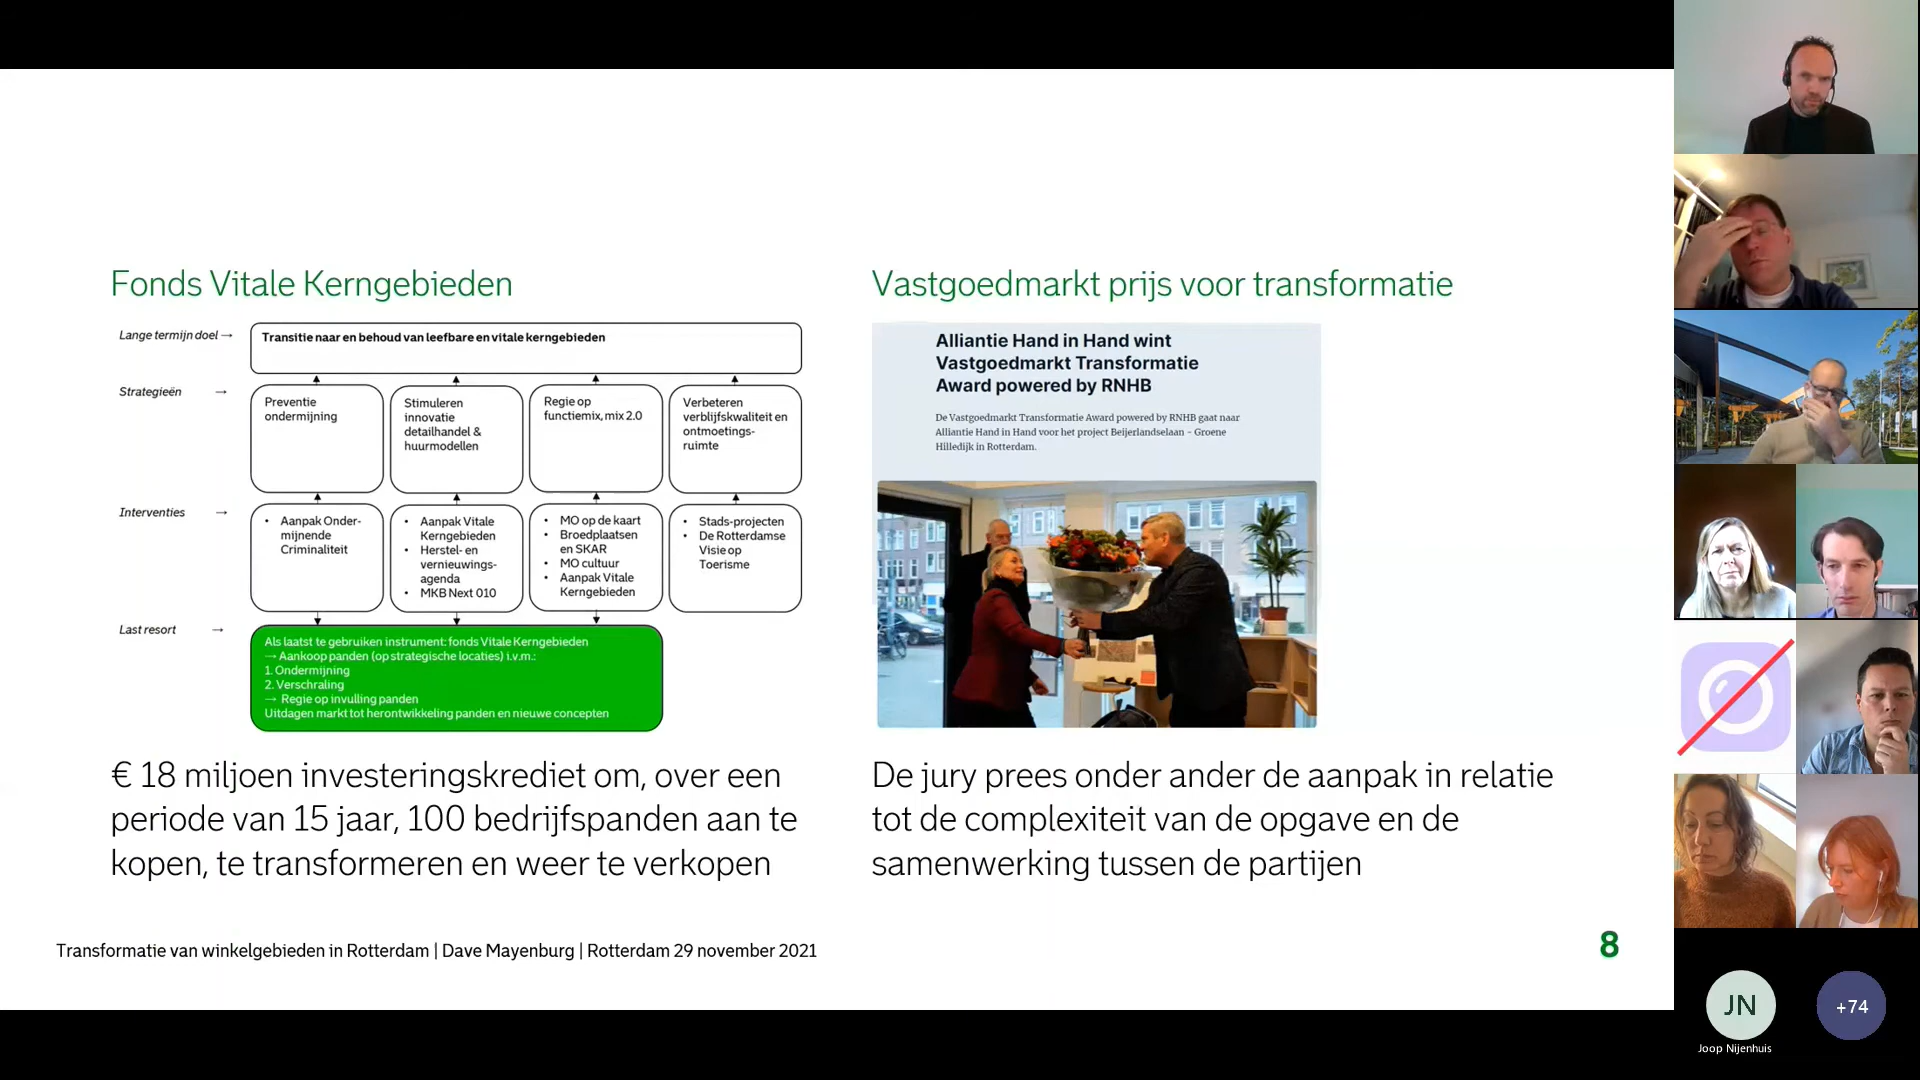 Fonds Vitale Kerngebieden
Lange termijn doel →
Transitie naar en behoud van leefbare en vitale kerngebieden
Strategieën →
Preventie
ondermijning
Stimuleren
innovatie
detailhandel &
huurmodellen
Regie op
functiemix, mix 2.0
Verbeteren
verblijfskwaliteit en
ontmoetings-
ruimte
Interventies →
• Aanpak Onder-
mijnende
Criminaliteit
• Aanpak Vitale
Kerngebieden
• Herstel- en
vernieuwings-
agenda
• MKB Next 010
• MO op de kaart
• Broedplaatsen
en SKAR
• MO cultuur
• Aanpak Vitale
Kerngebieden
• Stads-projecten
• De Rotterdamse
Visie op
Toerisme
Last resort →
Als laatst te gebruiken instrument: fonds Vitale Kerngebieden
→ Aankoop panden (op strategische locaties) i.v.m.:
1. Ondermijning
2. Verschraling
→ Regie op invulling panden
Uitdagen markt tot herontwikkeling panden en nieuwe concepten
€ 18 miljoen investeringskrediet om, over een
periode van 15 jaar, 100 bedrijfspanden aan te
kopen, te transformeren en weer te verkopen
Vastgoedmarkt prijs voor transformatie
Alliantie Hand in Hand wint
Vastgoedmarkt Transformatie
Award powered by RNHB
De Vastgoedmarkt Transformatie Award powered by RNHB gaat naar
Alliantie Hand in Hand voor het project Beijerlandselaan - Groene
Hilledijk in Rotterdam.
De jury prees onder ander de aanpak in relatie
tot de complexiteit van de opgave en de
samenwerking tussen de partijen
Transformatie van winkelgebieden in Rotterdam | Dave Mayenburg | Rotterdam 29 november 2021
8
JN
Joop Nijenhuis
+74